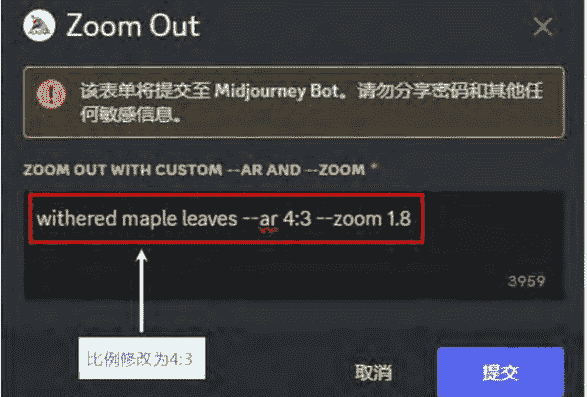 Zoom Out
该表单将提交至 Midjourney Bot。请勿分享密码和其他任
何敏感信息。
ZOOM OUT WITH CUSTOM --AR AND --ZOOM *
withered maple leaves --ar 4:3 --zoom 1.8
3959
比例修改为4:3
取消
提交